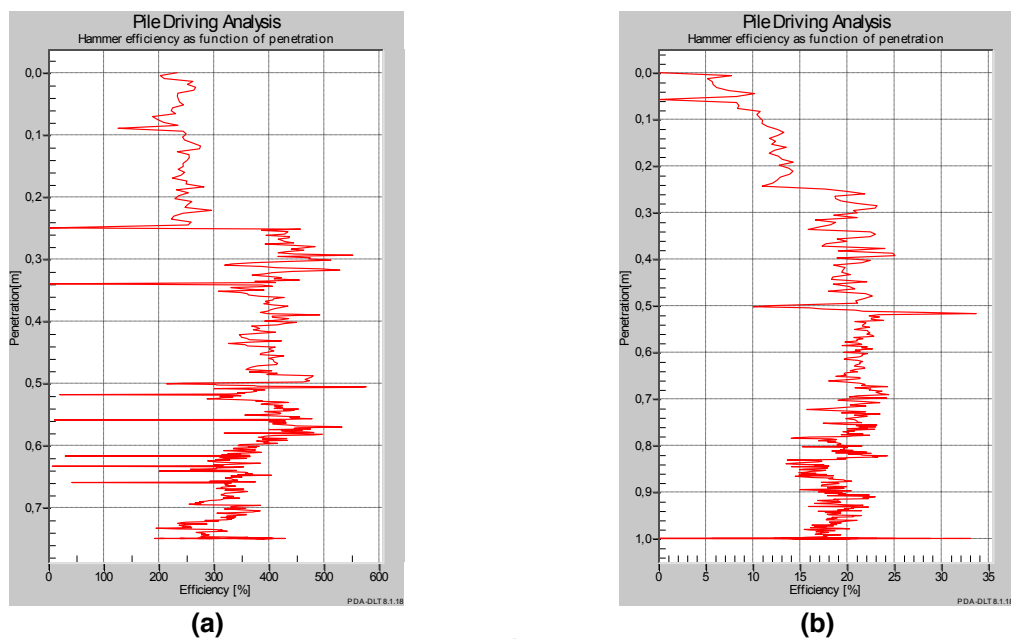 Pile Driving Analysis
Hammer efficiency as function of penetration
0,0
0,1
0,2
0,3
0,4
0,5
0,6
0,7
Penetration[m]
0
100
200
300
400
500
600
Efficiency [%]
PDA-DLT 8.1.18
(a)
Pile Driving Analysis
Hammer efficiency as function of penetration
0,0
0,1
0,2
0,3
0,4
0,5
0,6
0,7
0,8
0,9
1,0
Penetration[m]
0
5
10
15
20
25
30
35
Efficiency [%]
PDA-DLT 8.1.18
(b)